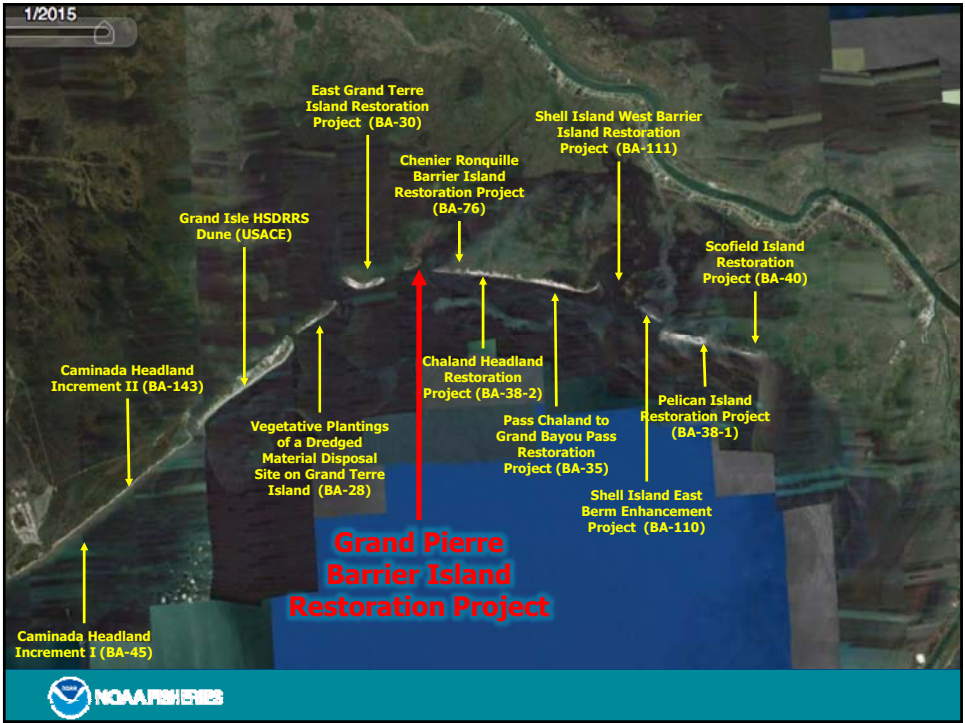 1/2015
East Grand Terre
Island Restoration
Project (BA-30)
Shell Island West Barrier
Island Restoration
Project (BA-111)
Chenier Ronquille
Barrier Island
Restoration Project
(BA-76)
Grand Isle HSDRRS
Dune (USACE)
Scofield Island
Restoration
Project (BA-40)
Caminada Headland
Increment II (BA-143)
Chaland Headland
Restoration
Project (BA-38-2)
Pelican Island
Restoration Project
(BA-38-1)
Vegetative Plantings
of a Dredged
Material Disposal
Site on Grand Terre
Island (BA-28)
Pass Chaland to
Grand Bayou Pass
Restoration
Project (BA-35)
Shell Island East
Berm Enhancement
Project (BA-110)
Grand Pierre
Barrier Island
Restoration Project
Caminada Headland
Increment I (BA-45)
NOAA FISHERIES